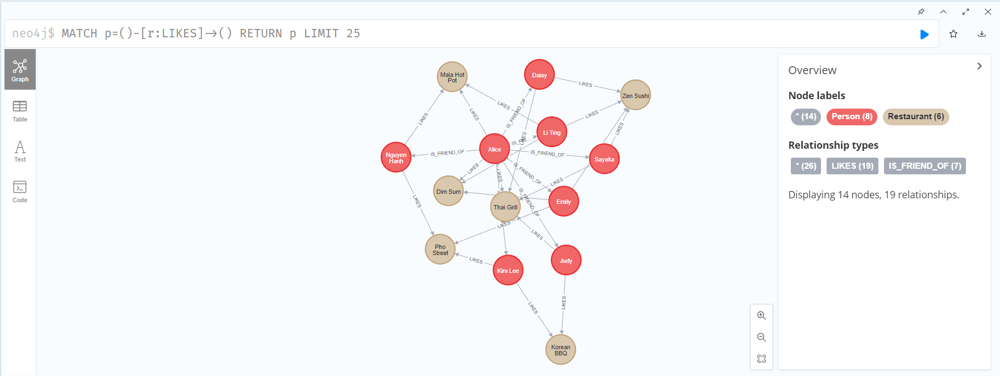 neo4j$ MATCH p=()-[r:LIKES]->() RETURN p LIMIT 25
Graph
Table
Text
Code
Mala Hot
Pot
Daisy
Zen Sushi
Li Ting
Alice
Nguyen
Hanh
Sayaka
Dim Sum
Thai Grill
Emily
Pho
Street
Kim Lee
Judy
Korean
BBQ
LIKES
LIKES
LIKES
LIKES
LIKES
LIKES
IS_FRIEND_OF
LIKES
IS_FR...
IS_FRIEND_OF
IS_FRIEND_OF
LIKES
LIKES
IS_FRIEND_OF
LIKES
IS_FRIEND_OF
LIKES
LIKES
LIKES
LIKES
LIKES
LIKES
Overview
Node labels
* (14)
Person (8)
Restaurant (6)
Relationship types
* (26)
LIKES (19)
IS_FRIEND_OF (7)
Displaying 14 nodes, 19 relationships.